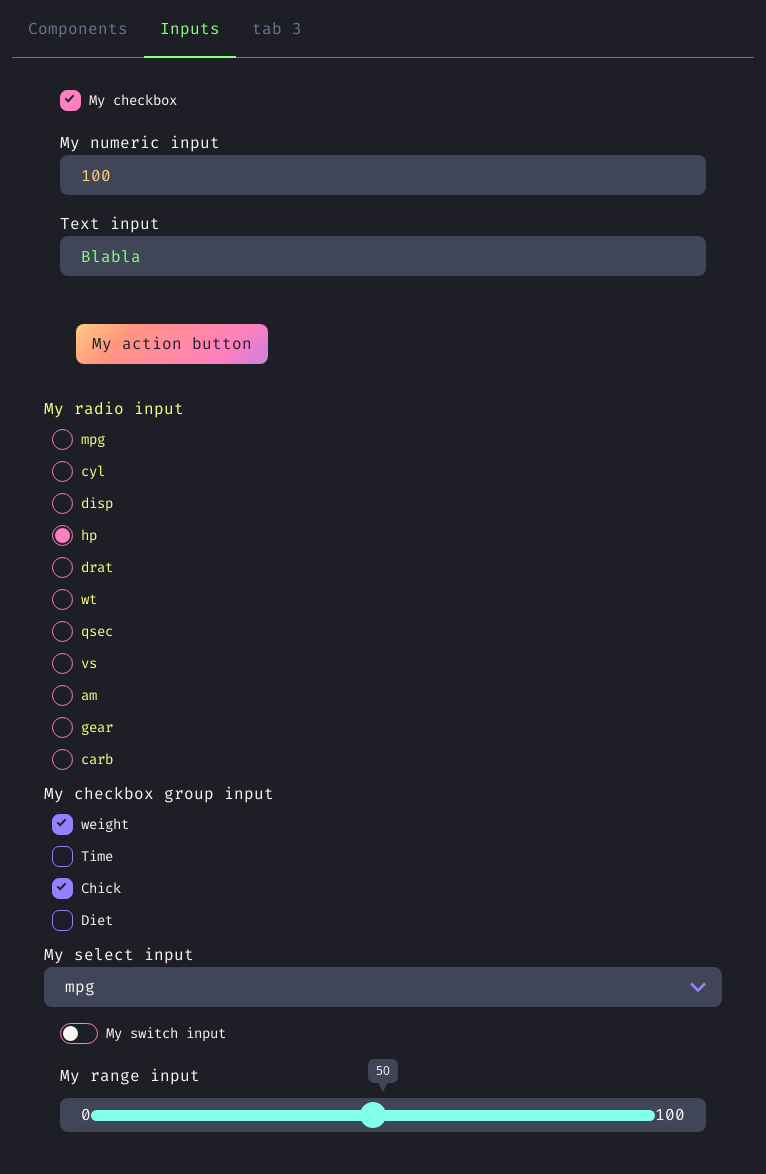 Components Inputs tab 3
My checkbox
My numeric input
100
Text input
Blabla
My action button
My radio input
mpg
cyl
disp
hp
drat
wt
qsec
vs
am
gear
carb
My checkbox group input
weight
Time
Chick
Diet
My select input
mpg
My switch input
50
My range input
0 100